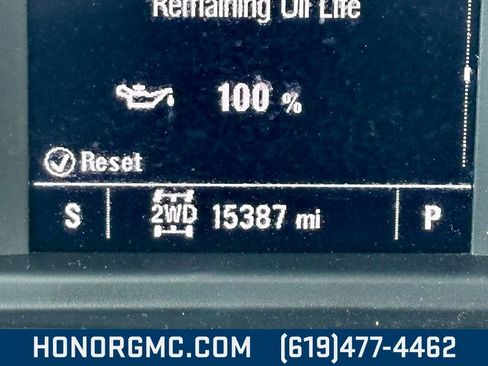 Remaining Oil Life
100 %
Reset
S 2WD 15387 mi P
HONORGMC.COM (619)477-4462